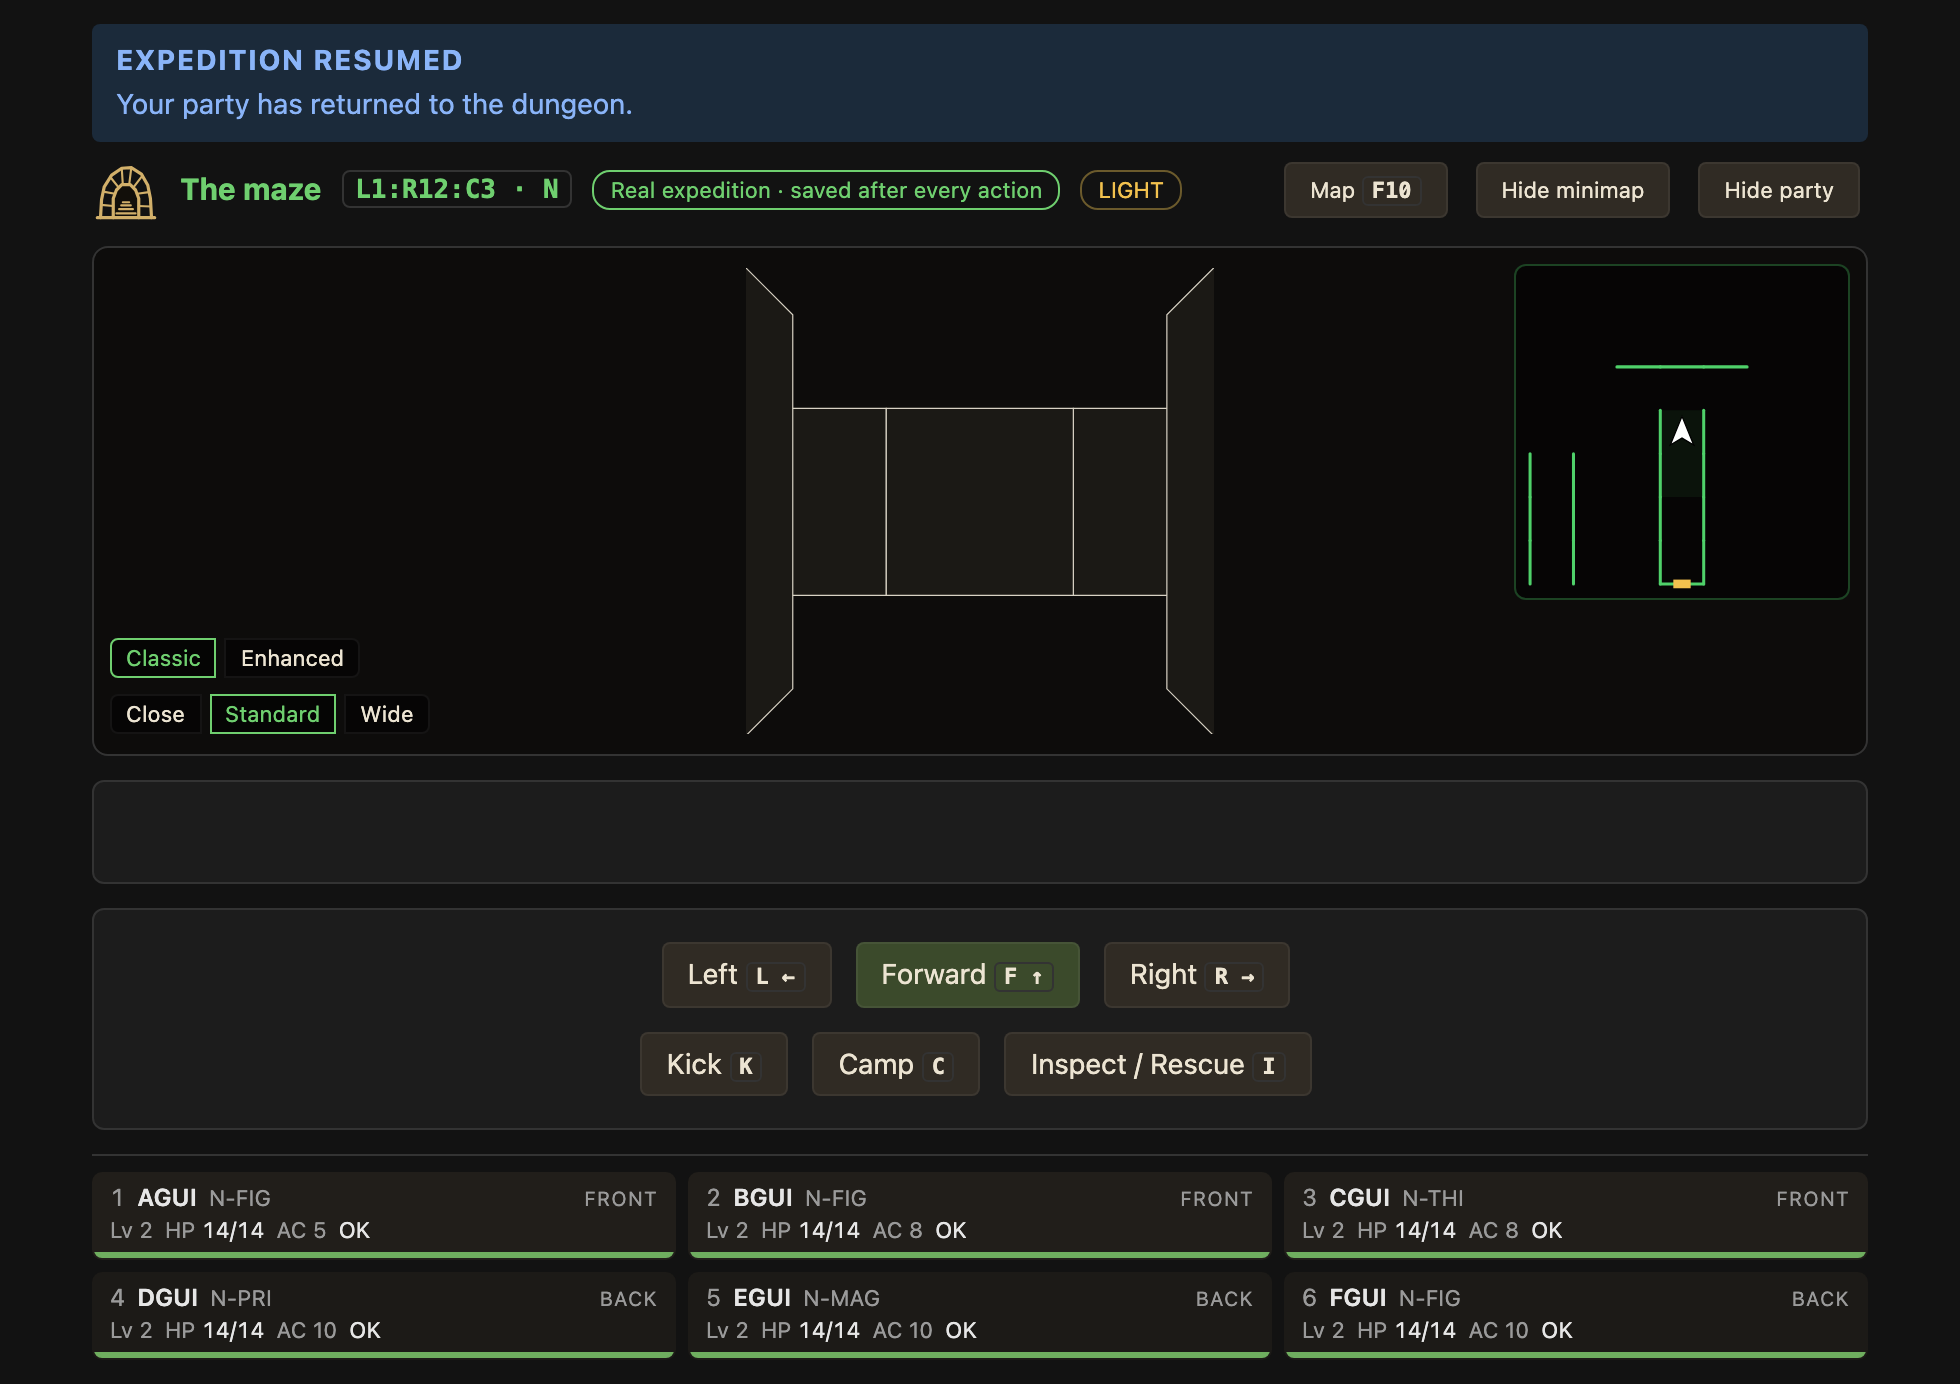 EXPEDITION RESUMED
Your party has returned to the dungeon.
The maze L1:R12:C3 · N Real expedition · saved after every action LIGHT Map F10 Hide minimap Hide party
Classic Enhanced
Close Standard Wide
Left L ← Forward F ↑ Right R →
Kick K Camp C Inspect / Rescue I
1 AGUI N-FIG FRONT
Lv 2 HP 14/14 AC 5 OK
2 BGUI N-FIG FRONT
Lv 2 HP 14/14 AC 8 OK
3 CGUI N-THI FRONT
Lv 2 HP 14/14 AC 8 OK
4 DGUI N-PRI BACK
Lv 2 HP 14/14 AC 10 OK
5 EGUI N-MAG BACK
Lv 2 HP 14/14 AC 10 OK
6 FGUI N-FIG BACK
Lv 2 HP 14/14 AC 10 OK